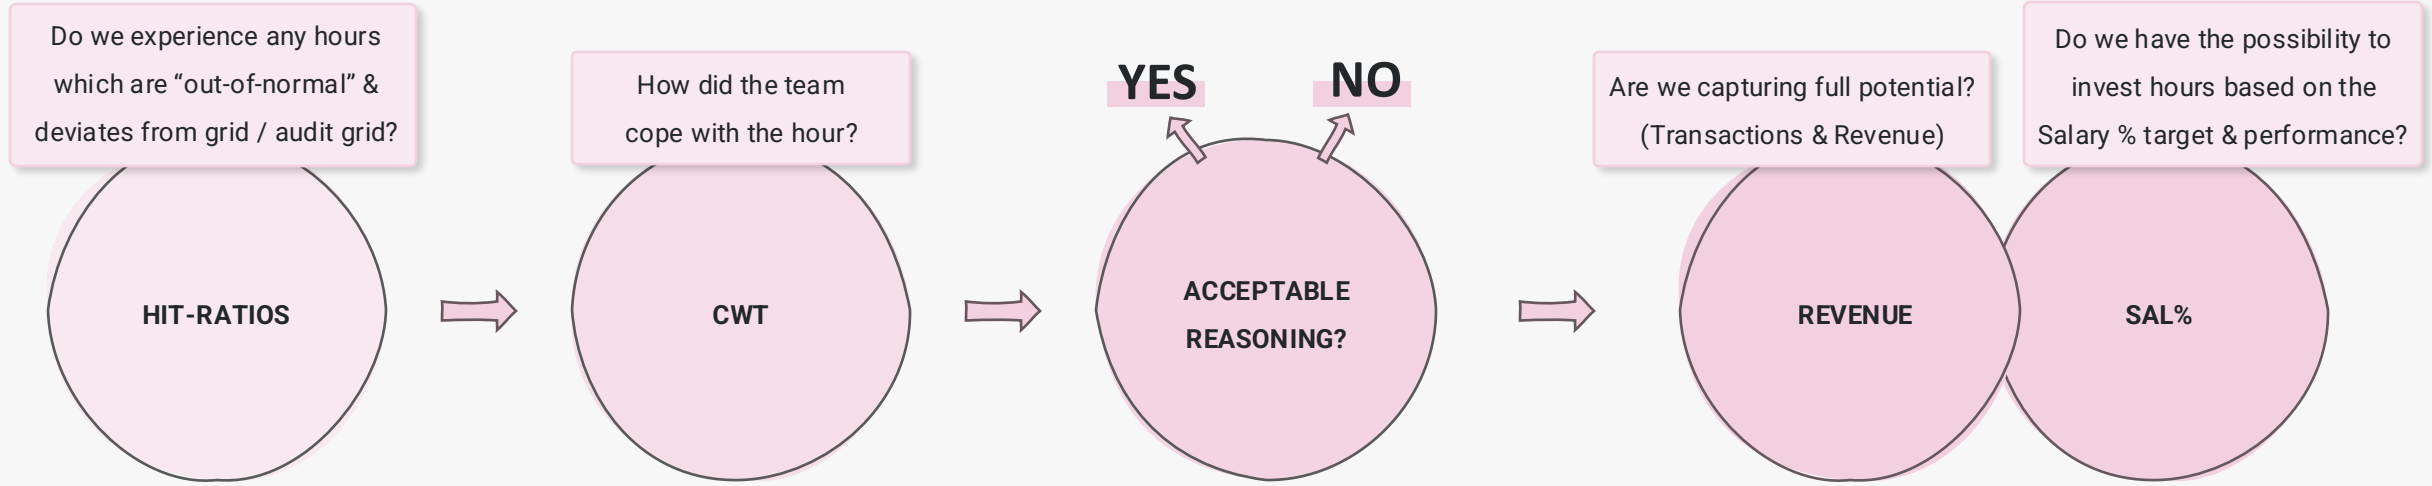 Do we experience any hours
which are “out-of-normal” &
deviates from grid / audit grid?
HIT-RATIOS
How did the team
cope with the hour?
CWT
YES
NO
ACCEPTABLE
REASONING?
Are we capturing full potential?
(Transactions & Revenue)
REVENUE
Do we have the possibility to
invest hours based on the
Salary % target & performance?
SAL%